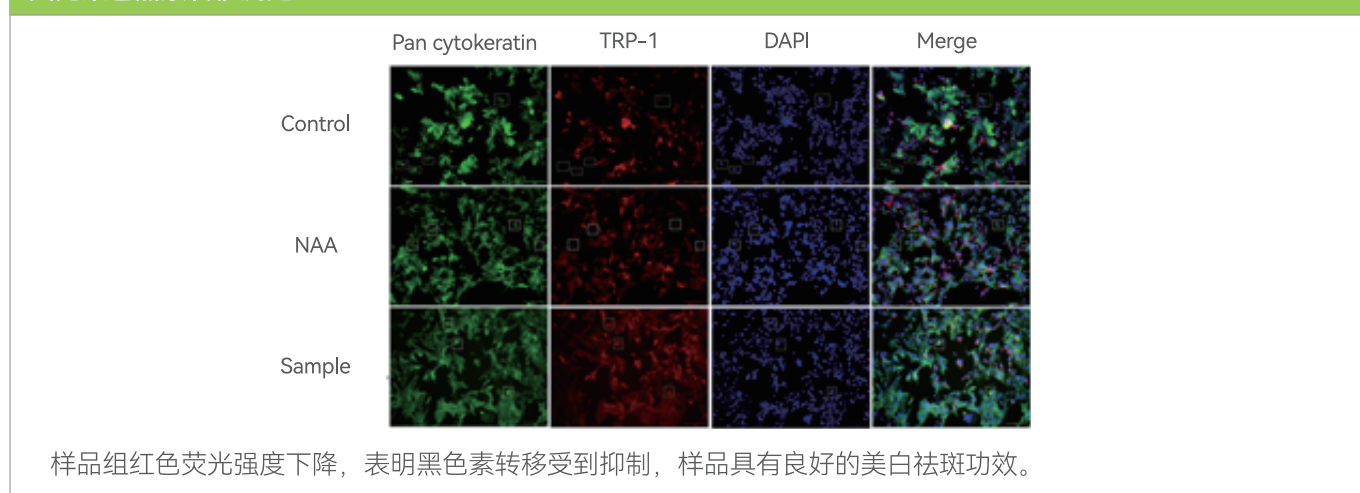 Pan cytokeratin TRP-1 DAPI Merge
Control
NAA
Sample
样品组红色荧光强度下降，表明黑色素转移受到抑制，样品具有良好的美白祛斑功效。